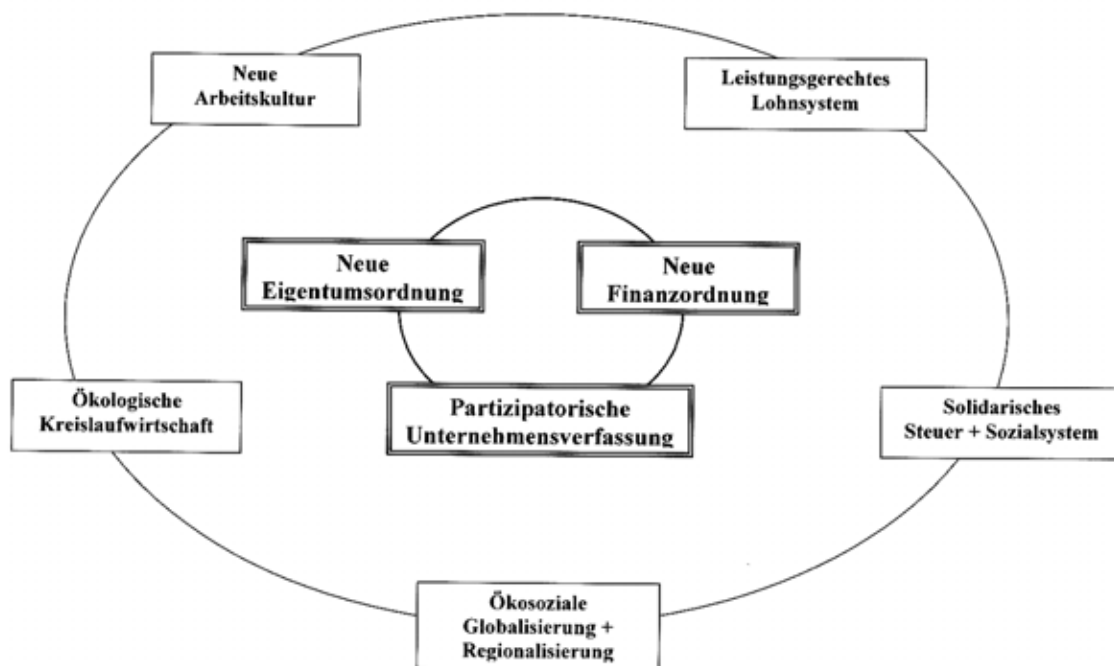 Neue
Arbeitskultur
Leistungsgerechtes
Lohnsystem
Neue
Eigentumsordnung
Neue
Finanzordnung
Ökologische
Kreislaufwirtschaft
Partizipatorische
Unternehmensverfassung
Solidarisches
Steuer + Sozialsystem
Ökosoziale
Globalisierung +
Regionalisierung